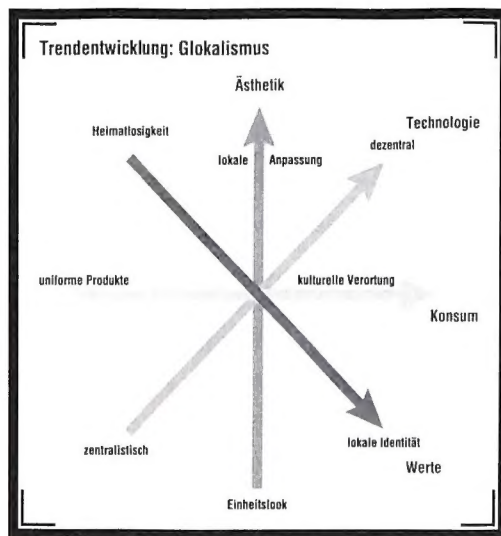 Trendentwicklung: Glokalismus
Ästhetik
Technologie
Heimatlosigkeit
dezentral
lokale Anpassung
uniforme Produkte
kulturelle Verortung
Konsum
zentralistisch
lokale Identität
Werte
Einheitslook